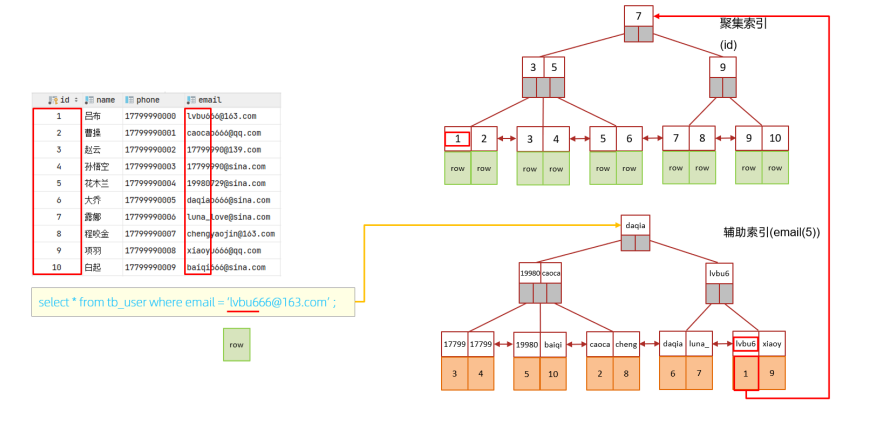 id name phone email
1 吕布 17799990000 lvbu666@163.com
2 曹操 17799990001 caocao666@qq.com
3 赵云 17799990002 17799990@139.com
4 孙悟空 17799990003 17799990@sina.com
5 花木兰 17799990004 19980729@sina.com
6 大乔 17799990005 daqiao666@sina.com
7 露娜 17799990006 luna_love@sina.com
8 程咬金 17799990007 chengyaojin@163.com
9 项羽 17799990008 xiaoyu666@qq.com
10 白起 17799990009 baiqi666@sina.com
select * from tb_user where email = 'lvbu666@163.com' ;
row
聚集索引
(id)
7
3 5
9
1 2 3 4 5 6 7 8 9 10
row row row row row row row row row row
辅助索引(email(5))
daqia
19980 caoca
lvbu6
17799 17799 19980 baiqi caoca cheng daqia luna_ lvbu6 xiaoy
3 4 5 10 2 8 6 7 1 9